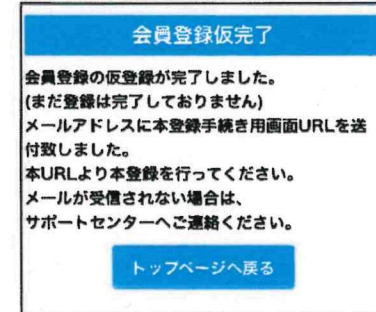 会員登録仮完了
会員登録の仮登録が完了しました。
(まだ登録は完了しておりません)
メールアドレスに本登録手続き用画面URLを送
付致しました。
本URLより本登録を行ってください。
メールが受信されない場合は、
サポートセンターへご連絡ください。
トップページへ戻る